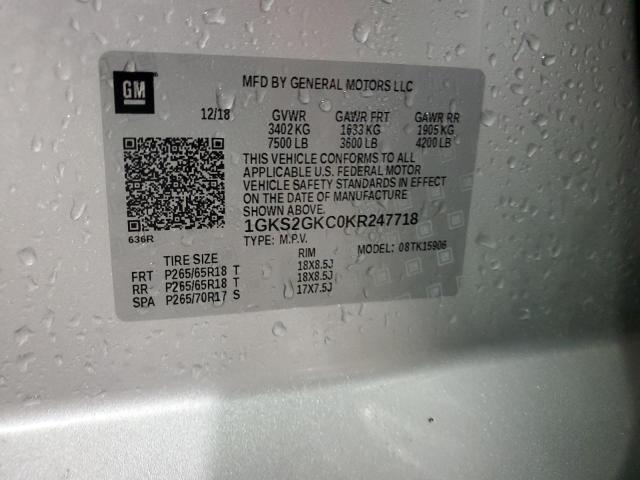 GM
MFD BY GENERAL MOTORS LLC
12/18 GVWR GAWR FRT GAWR RR
3402 KG 1633 KG 1905 KG
7500 LB 3600 LB 4200 LB
THIS VEHICLE CONFORMS TO ALL
APPLICABLE U.S. FEDERAL MOTOR
VEHICLE SAFETY STANDARDS IN EFFECT
ON THE DATE OF MANUFACTURE
SHOWN ABOVE
636R
1GKS2GKC0KR247718
TYPE: M.P.V. MODEL: 08TK15906
TIRE SIZE RIM
FRT P265/65R18 T 18X8.5J
RR P265/65R18 T 18X8.5J
SPA P265/70R17 S 17X7.5J